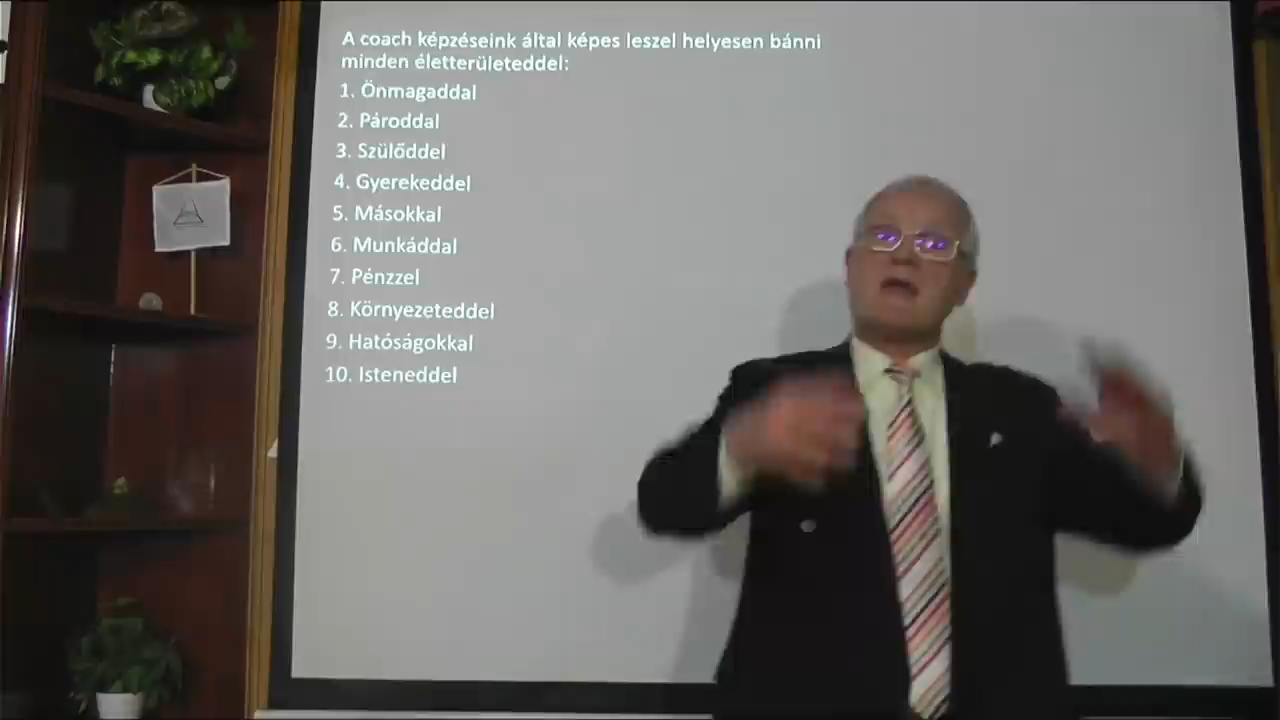 A coach képzéseink által képes leszel helyesen bánni
minden életterületeddel:
1. Önmagaddal
2. Pároddal
3. Szülőddel
4. Gyerekeddel
5. Másokkal
6. Munkáddal
7. Pénzzel
8. Környezeteddel
9. Hatóságokkal
10. Isteneddel